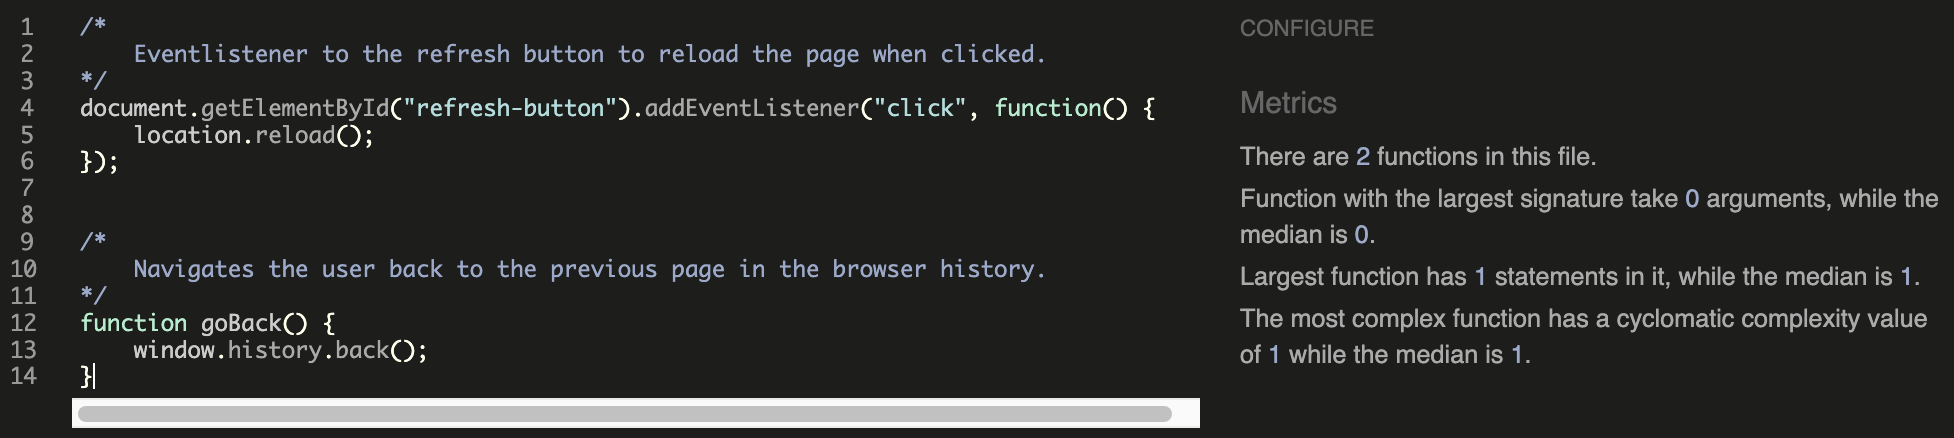 1 /*
2     Eventlistener to the refresh button to reload the page when clicked.
3 */
4 document.getElementById("refresh-button").addEventListener("click", function() {
5     location.reload();
6 });
7
8
9 /*
10     Navigates the user back to the previous page in the browser history.
11 */
12 function goBack() {
13     window.history.back();
14 }
CONFIGURE
Metrics
There are 2 functions in this file.
Function with the largest signature take 0 arguments, while the
median is 0.
Largest function has 1 statements in it, while the median is 1.
The most complex function has a cyclomatic complexity value
of 1 while the median is 1.